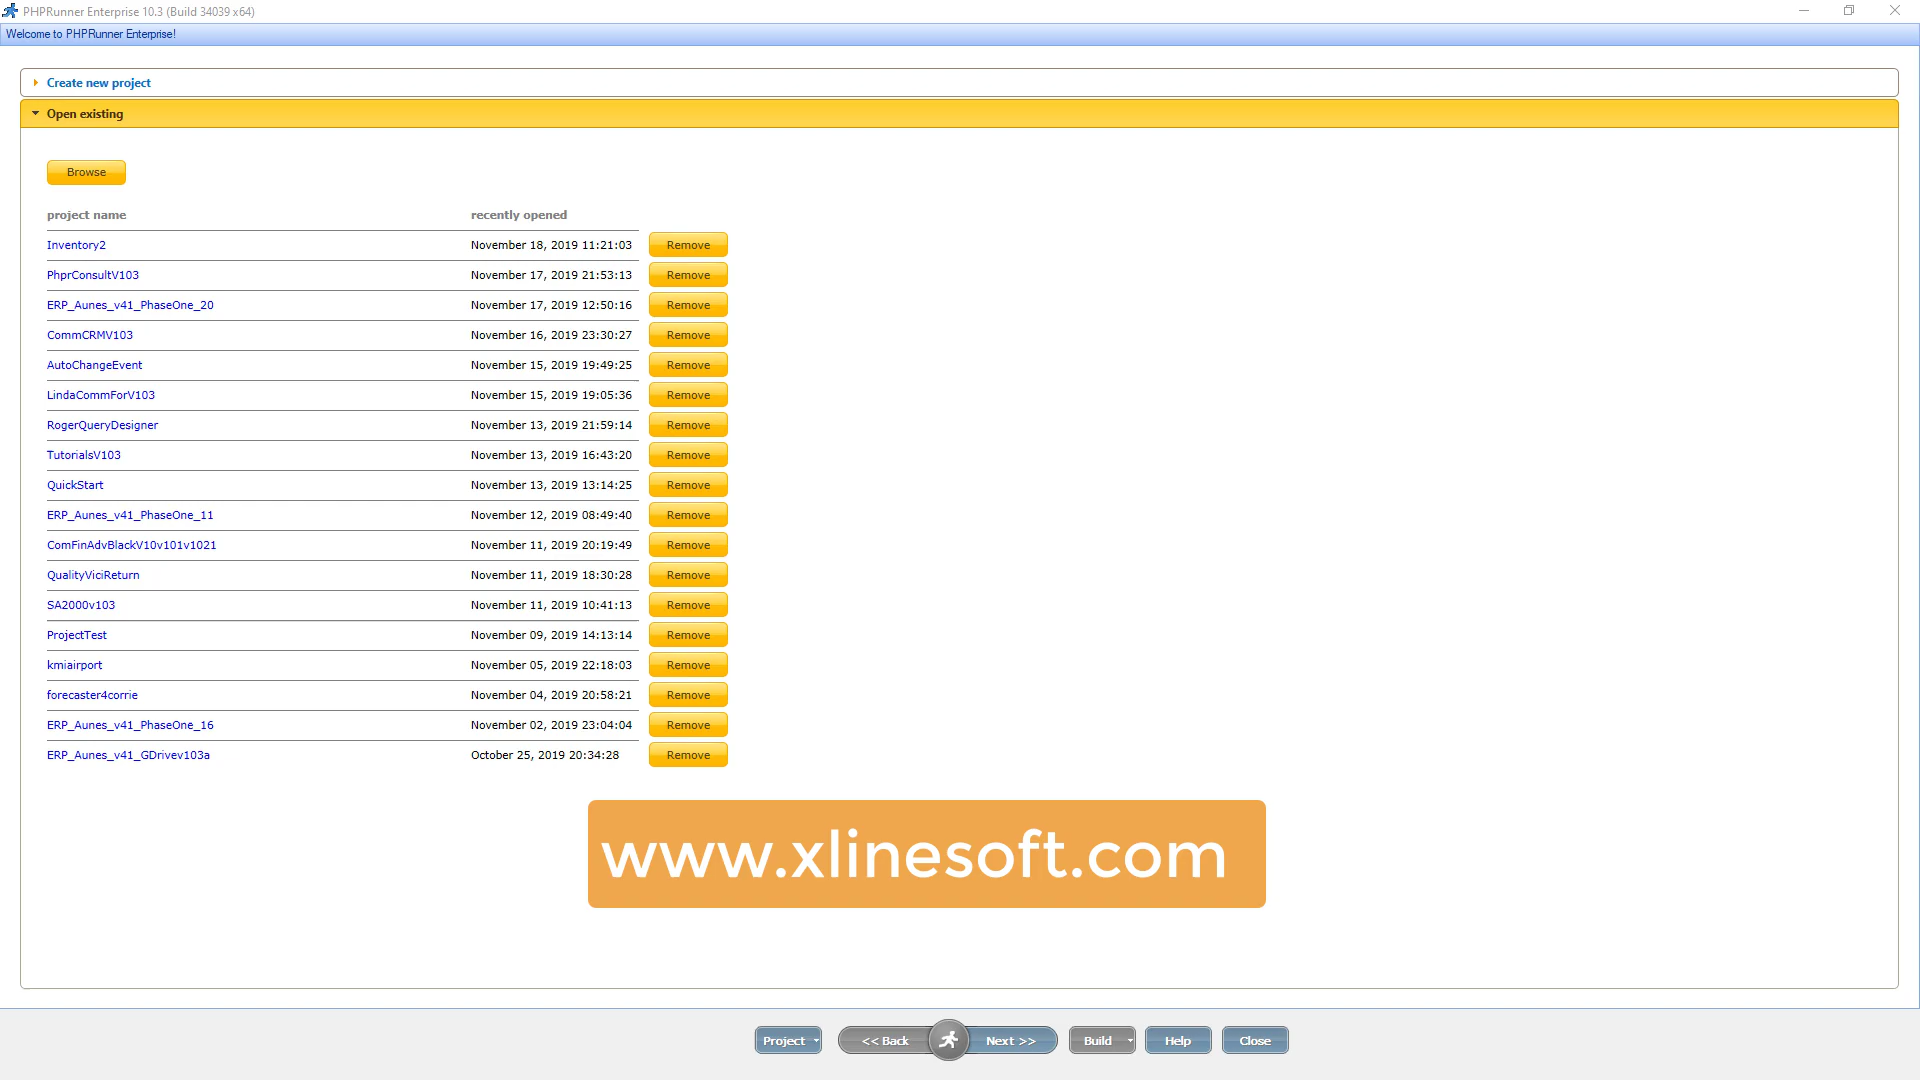 PHPRunner Enterprise 10.3 (Build 34039 x64)
Welcome to PHPRunner Enterprise!
Create new project
Open existing
Browse
project name recently opened
Inventory2 November 18, 2019 11:21:03 Remove
PhprConsultV103 November 17, 2019 21:53:13 Remove
ERP_Aunes_v41_PhaseOne_20 November 17, 2019 12:50:16 Remove
CommCRMV103 November 16, 2019 23:30:27 Remove
AutoChangeEvent November 15, 2019 19:49:25 Remove
LindaCommForV103 November 15, 2019 19:05:36 Remove
RogerQueryDesigner November 13, 2019 21:59:14 Remove
TutorialsV103 November 13, 2019 16:43:20 Remove
QuickStart November 13, 2019 13:14:25 Remove
ERP_Aunes_v41_PhaseOne_11 November 12, 2019 08:49:40 Remove
ComFinAdvBlackV10v101v1021 November 11, 2019 20:19:49 Remove
QualityViciReturn November 11, 2019 18:30:28 Remove
SA2000v103 November 11, 2019 10:41:13 Remove
ProjectTest November 09, 2019 14:13:14 Remove
kmiairport November 05, 2019 22:18:03 Remove
forecaster4corrie November 04, 2019 20:58:21 Remove
ERP_Aunes_v41_PhaseOne_16 November 02, 2019 23:04:04 Remove
ERP_Aunes_v41_GDrivev103a October 25, 2019 20:34:28 Remove
www.xlinesoft.com
Project << Back Next >> Build Help Close